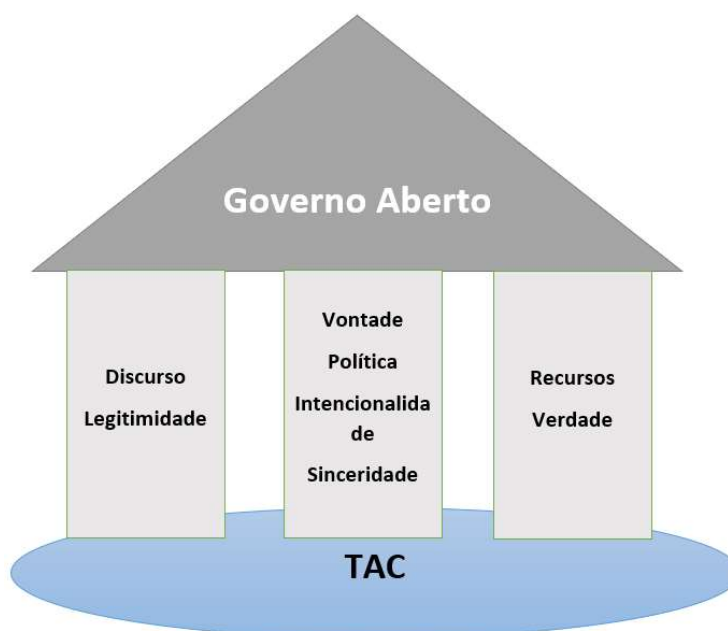 Governo Aberto
Discurso
Legitimidade
Vontade
Política
Intencionalida
de
Sinceridade
Recursos
Verdade
TAC